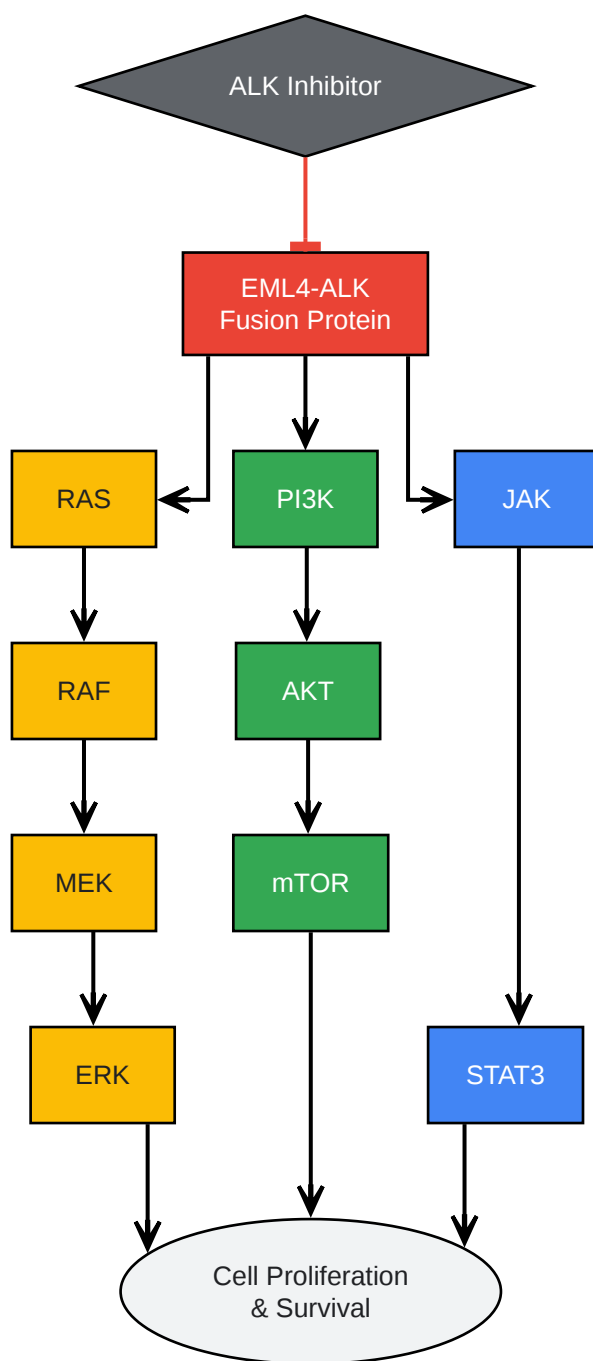 ALK Inhibitor
EML4-ALK
Fusion Protein
RAS
PI3K
JAK
RAF
AKT
MEK
mTOR
ERK
STAT3
Cell Proliferation
& Survival